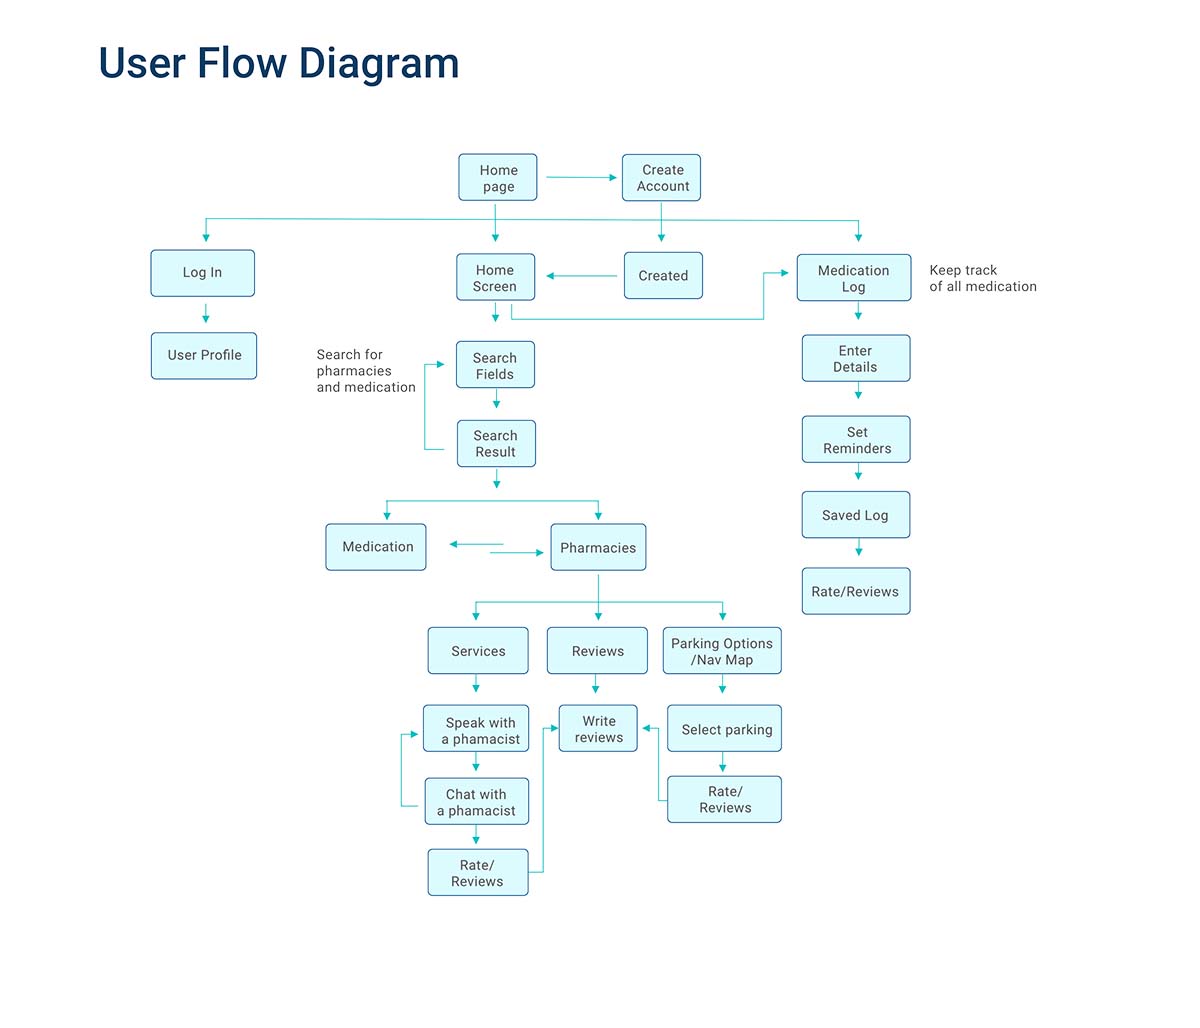 User Flow Diagram
Home
page
Create
Account
Log In
Home
Screen
Created
Medication
Log
Keep track
of all medication
User Profile
Search for
pharmacies
and medication
Search
Fields
Enter
Details
Search
Result
Set
Reminders
Saved Log
Medication
Pharmacies
Rate/Reviews
Services
Reviews
Parking Options
/Nav Map
Speak with
a phamacist
Write
reviews
Select parking
Chat with
a phamacist
Rate/
Reviews
Rate/
Reviews